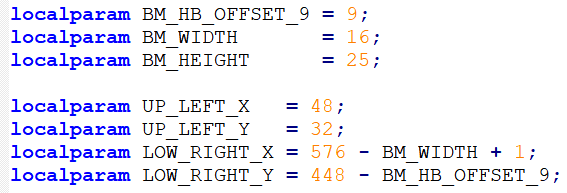 localparam BM_HB_OFFSET_9 = 9;
localparam BM_WIDTH       = 16;
localparam BM_HEIGHT      = 25;
localparam UP_LEFT_X   = 48;
localparam UP_LEFT_Y   = 32;
localparam LOW_RIGHT_X = 576 - BM_WIDTH + 1;
localparam LOW_RIGHT_Y = 448 - BM_HB_OFFSET_9;